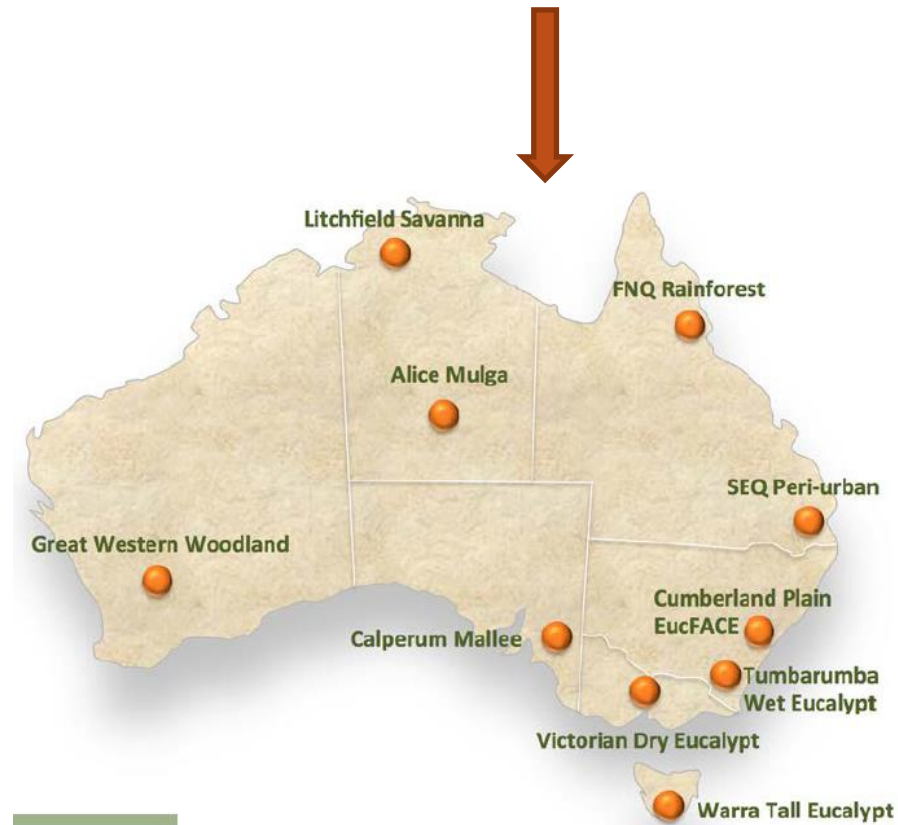 Litchfield Savanna
FNQ Rainforest
Alice Mulga
SEQ Peri-urban
Great Western Woodland
Cumberland Plain
EucFACE
Calperum Mallee
Tumbarumba
Wet Eucalypt
Victorian Dry Eucalypt
Warra Tall Eucalypt